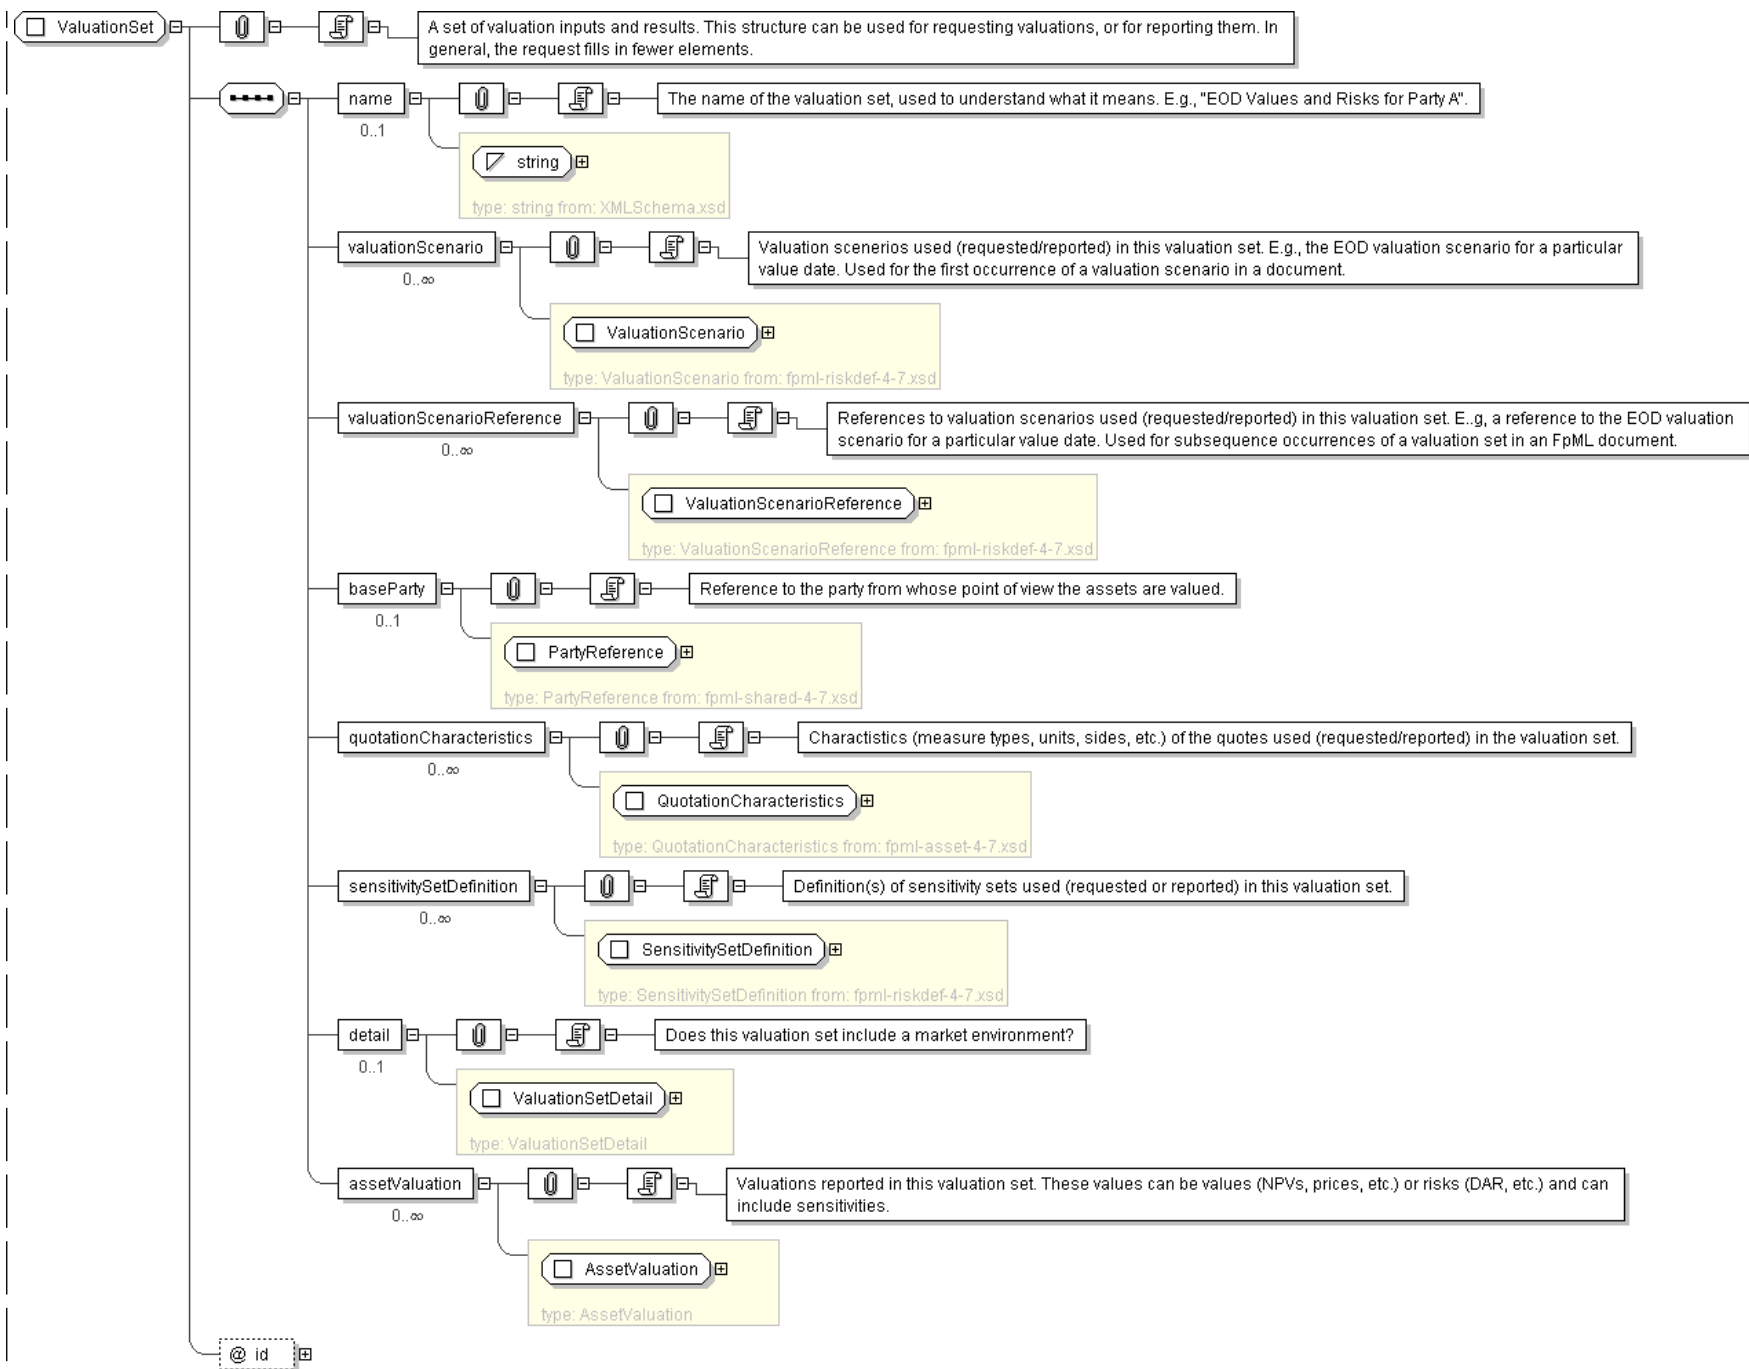 ValuationSet
A set of valuation inputs and results. This structure can be used for requesting valuations, or for reporting them. In
general, the request fills in fewer elements.
name
The name of the valuation set, used to understand what it means. E.g., "EOD Values and Risks for Party A".
0..1
string
type: string from: XMLSchema.xsd
valuationScenario
Valuation scenerios used (requested/reported) in this valuation set. E.g., the EOD valuation scenario for a particular
value date. Used for the first occurrence of a valuation scenario in a document.
0..∞
ValuationScenario
type: ValuationScenario from: fpml-riskdef-4-7.xsd
valuationScenarioReference
References to valuation scenarios used (requested/reported) in this valuation set. E..g, a reference to the EOD valuation
scenario for a particular value date. Used for subsequence occurrences of a valuation set in an FpML document.
0..∞
ValuationScenarioReference
type: ValuationScenarioReference from: fpml-riskdef-4-7.xsd
baseParty
Reference to the party from whose point of view the assets are valued.
0..1
PartyReference
type: PartyReference from: fpml-shared-4-7.xsd
quotationCharacteristics
Charactistics (measure types, units, sides, etc.) of the quotes used (requested/reported) in the valuation set.
0..∞
QuotationCharacteristics
type: QuotationCharacteristics from: fpml-asset-4-7.xsd
sensitivitySetDefinition
Definition(s) of sensitivity sets used (requested or reported) in this valuation set.
0..∞
SensitivitySetDefinition
type: SensitivitySetDefinition from: fpml-riskdef-4-7.xsd
detail
Does this valuation set include a market environment?
0..1
ValuationSetDetail
type: ValuationSetDetail
assetValuation
Valuations reported in this valuation set. These values can be values (NPVs, prices, etc.) or risks (DAR, etc.) and can
include sensitivities.
0..∞
AssetValuation
type: AssetValuation
@ id